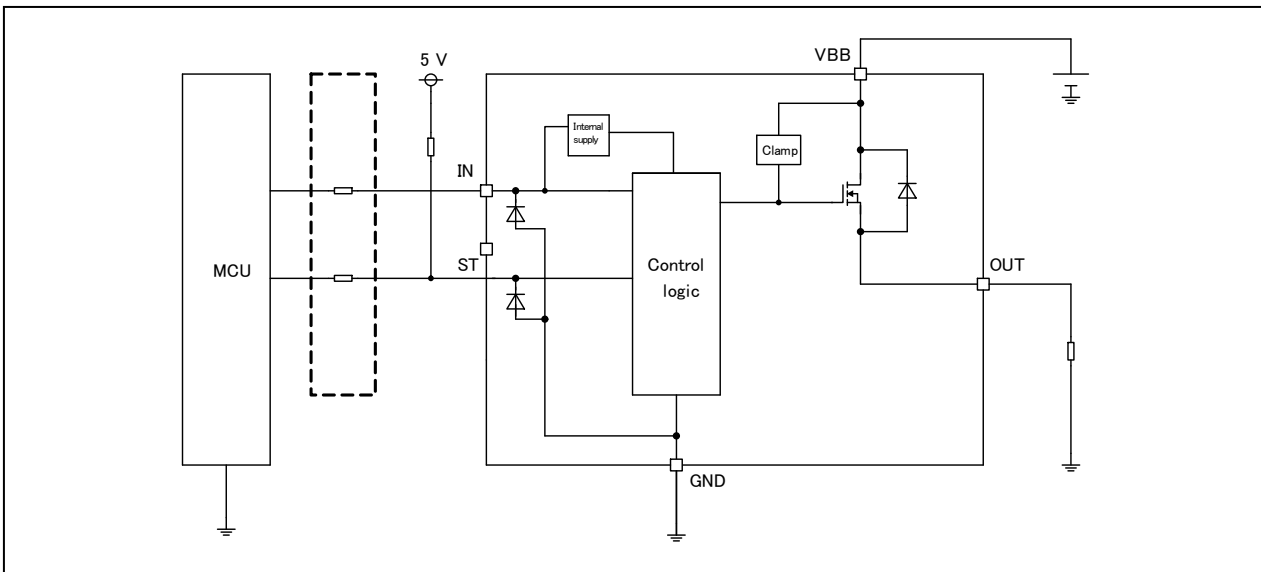 5 V
VBB
Internal
supply
Clamp
IN
MCU
ST
Control
logic
OUT
GND